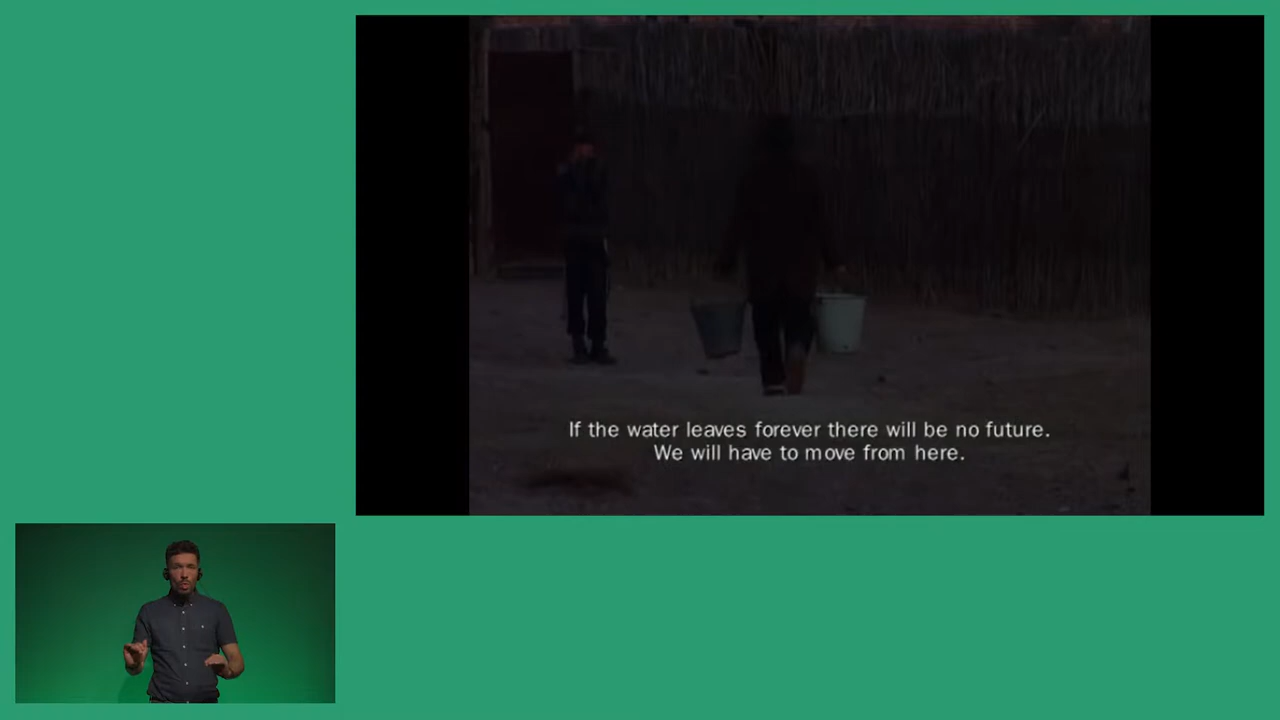 If the water leaves forever there will be no future.
We will have to move from here.